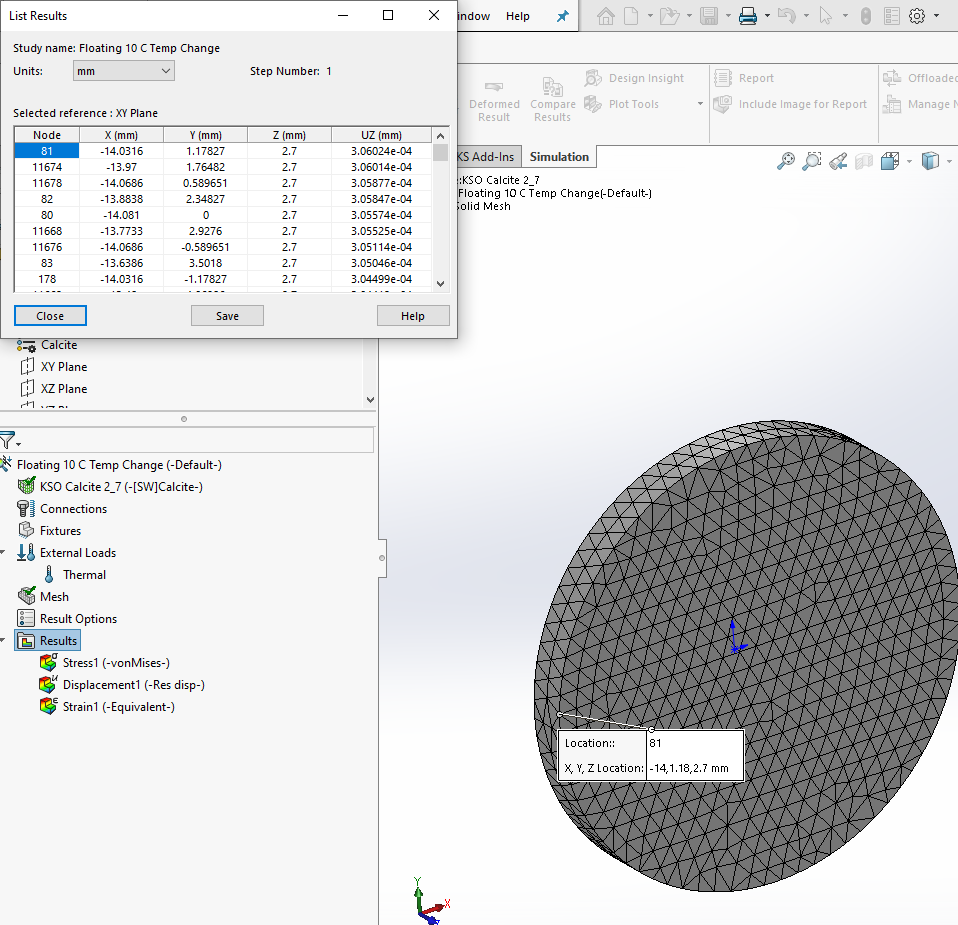 List Results
indow Help
Study name: Floating 10 C Temp Change
Units: mm Step Number: 1
Selected reference : XY Plane
Node X (mm) Y (mm) Z (mm) UZ (mm)
81 -14.0316 1.17827 2.7 3.06024e-04
11674 -13.97 1.76482 2.7 3.06014e-04
11678 -14.0686 0.589651 2.7 3.05877e-04
82 -13.8838 2.34827 2.7 3.05847e-04
80 -14.081 0 2.7 3.05574e-04
11668 -13.7733 2.9276 2.7 3.05525e-04
11676 -14.0686 -0.589651 2.7 3.05114e-04
83 -13.6386 3.5018 2.7 3.05046e-04
178 -14.0316 -1.17827 2.7 3.04499e-04
Close Save Help
Deformed Result
Compare Results
Design Insight
Plot Tools
Report
Include Image for Report
Offloaded
Manage
KS Add-Ins Simulation
:KSO Calcite 2_7
Floating 10 C Temp Change(-Default-)
Solid Mesh
Calcite
XY Plane
XZ Plane
Floating 10 C Temp Change (-Default-)
KSO Calcite 2_7 (-[SW]Calcite-)
Connections
Fixtures
External Loads
Thermal
Mesh
Result Options
Results
Stress1 (-vonMises-)
Displacement1 (-Res disp-)
Strain1 (-Equivalent-)
Location:: 81
X, Y, Z Location: -14,1.18,2.7 mm
Y
X